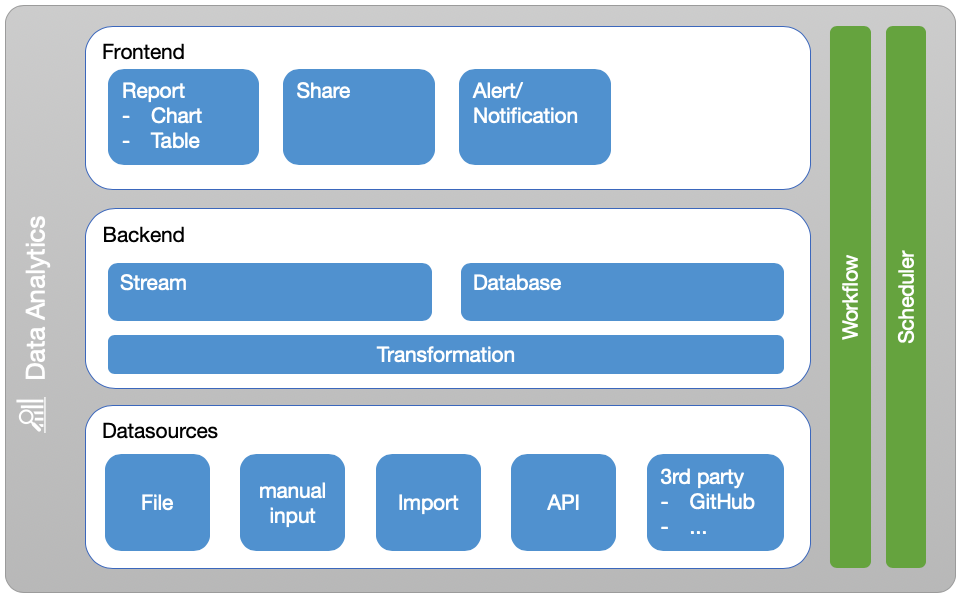 Data Analytics
Frontend
Report
- Chart
- Table
Share
Alert/
Notification
Backend
Stream
Database
Transformation
Datasources
File
manual
input
Import
API
3rd party
- GitHub
- ...
Workflow
Scheduler